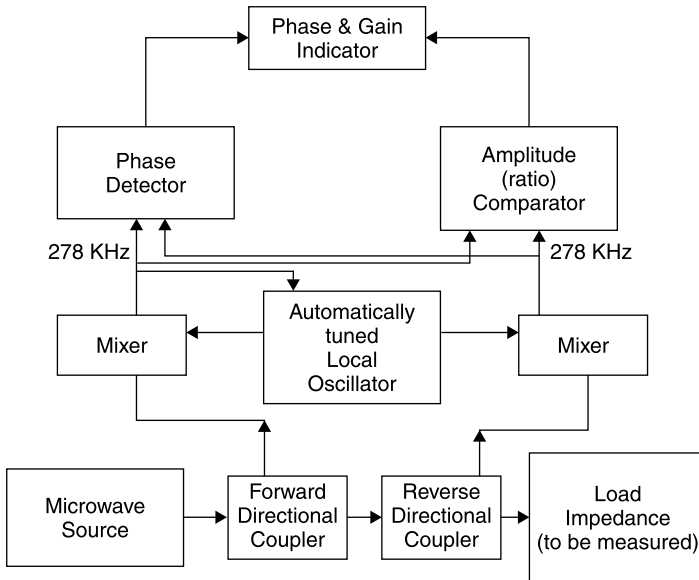 Phase & Gain
Indicator
Phase
Detector
Amplitude
(ratio)
Comparator
278 KHz
278 KHz
Mixer
Automatically
tuned
Local
Oscillator
Mixer
Microwave
Source
Forward
Directional
Coupler
Reverse
Directional
Coupler
Load
Impedance
(to be measured)